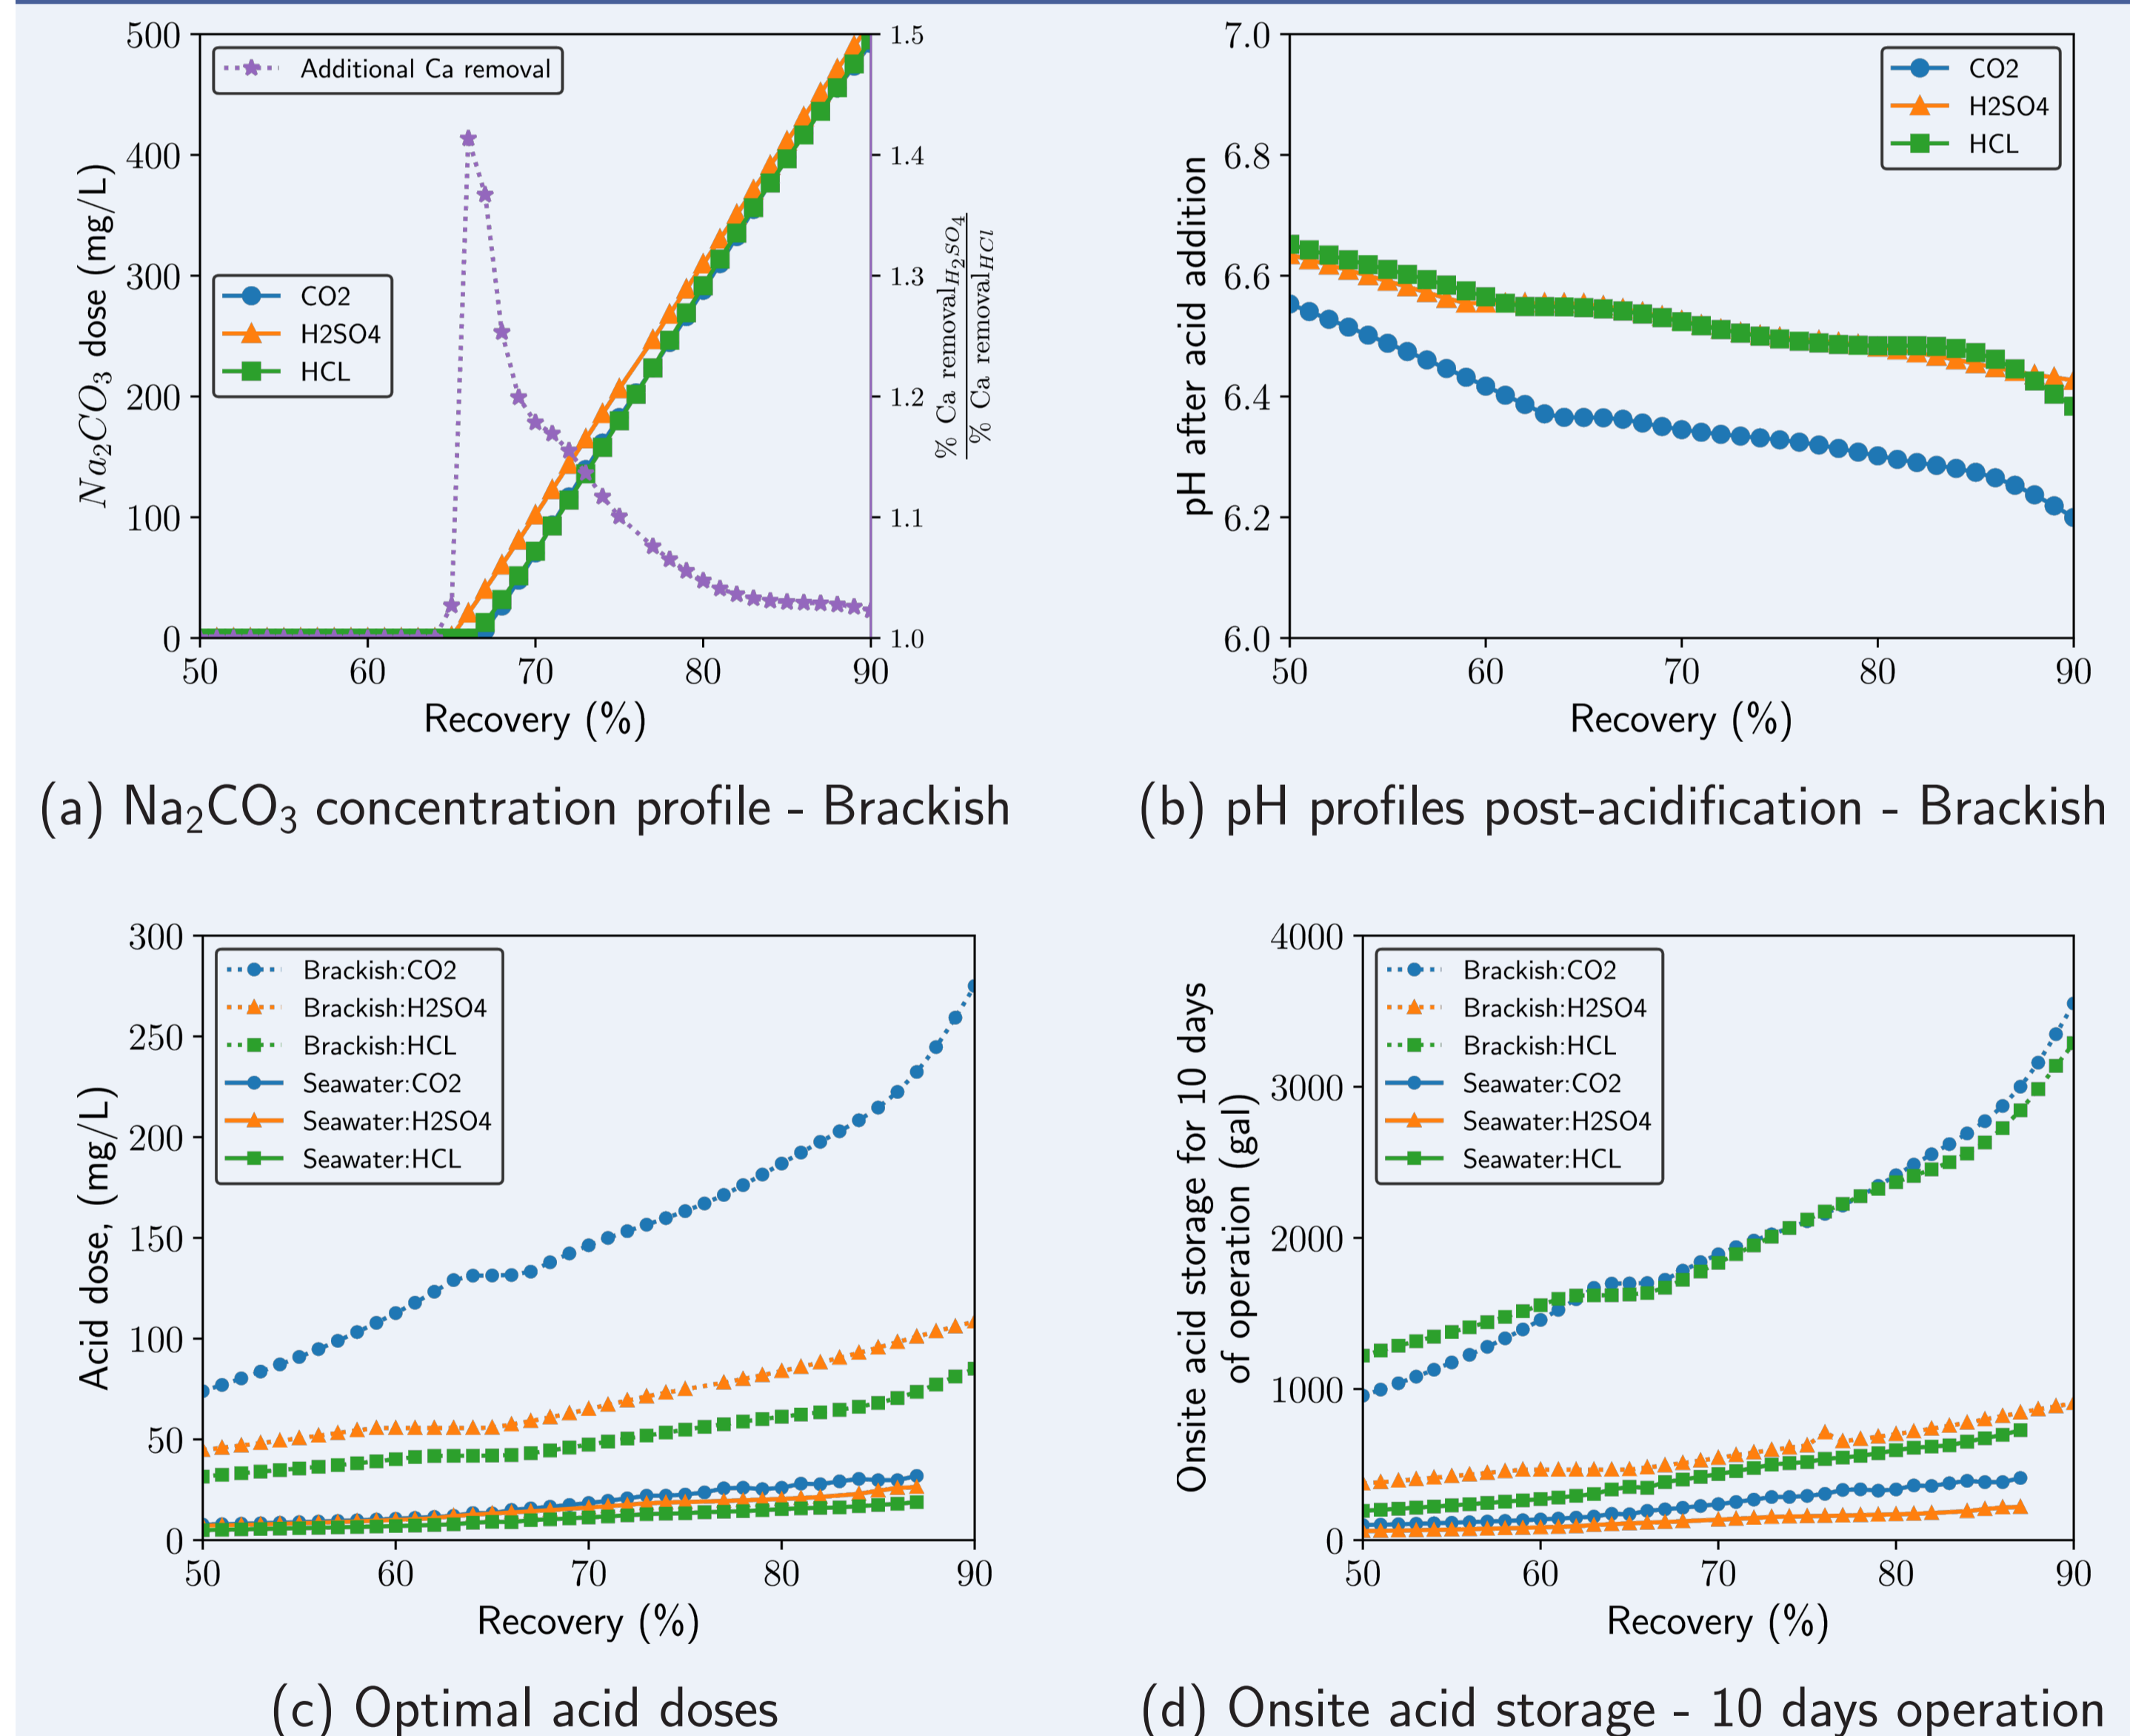 500
400
300
200
100
0
Na₂CO₃ dose (mg/L)
Additional Ca removal
CO2
H2SO4
HCL
1.5
1.4
1.3
1.2
1.1
1.0
% Ca removal_{H₂SO₄}
% Ca removal_{HCl}
50 60 70 80 90
Recovery (%)
(a) Na₂CO₃ concentration profile - Brackish
7.0
6.8
6.6
6.4
6.2
6.0
pH after acid addition
CO2
H2SO4
HCL
50 60 70 80 90
Recovery (%)
(b) pH profiles post-acidification - Brackish
300
250
200
150
100
50
0
Acid dose, (mg/L)
Brackish:CO2
Brackish:H2SO4
Brackish:HCL
Seawater:CO2
Seawater:H2SO4
Seawater:HCL
50 60 70 80 90
Recovery (%)
(c) Optimal acid doses
4000
3000
2000
1000
0
Onsite acid storage for 10 days
of operation (gal)
Brackish:CO2
Brackish:H2SO4
Brackish:HCL
Seawater:CO2
Seawater:H2SO4
Seawater:HCL
50 60 70 80 90
Recovery (%)
(d) Onsite acid storage - 10 days operation